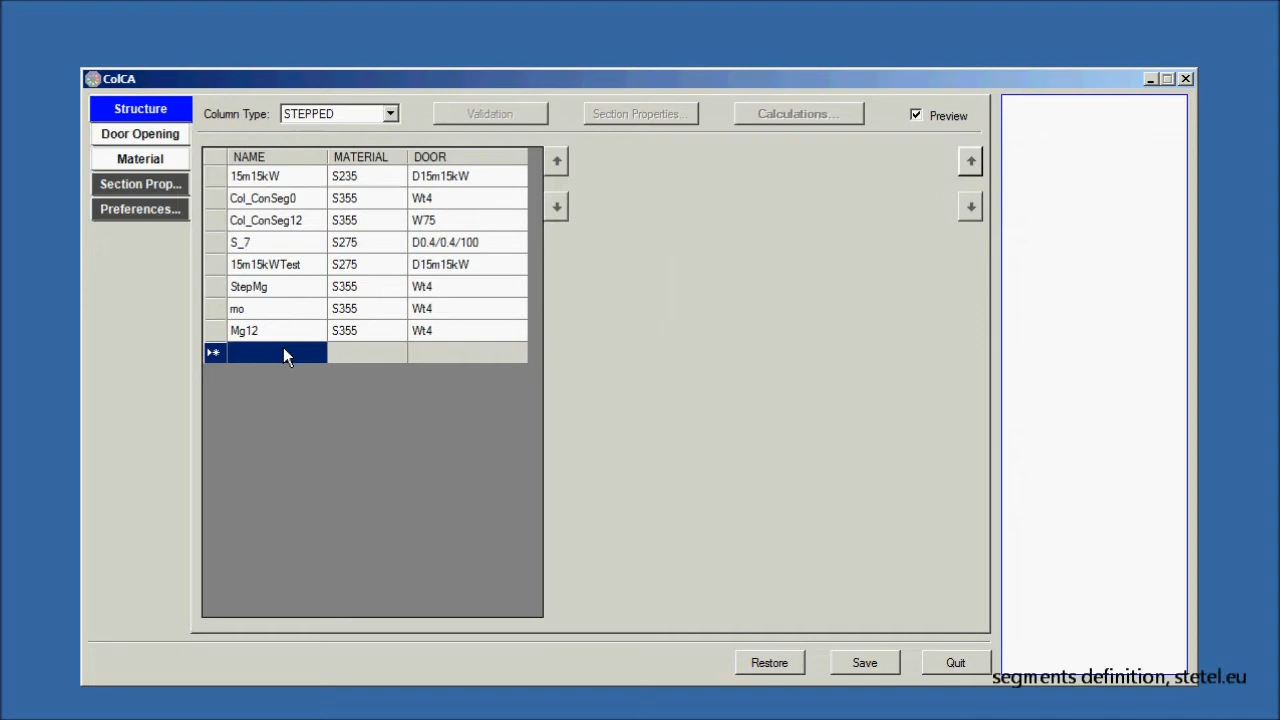 ColCA
Structure
Door Opening
Material
Section Prop...
Preferences...
Column Type: STEPPED Validation Section Properties... Calculations... Preview
NAME MATERIAL DOOR
15m15kW S235 D15m15kW
Col_ConSeg0 S355 Wt4
Col_ConSeg12 S355 W75
S_7 S275 D0.4/0.4/100
15m15kWTest S275 D15m15kW
StepMg S355 Wt4
mo S355 Wt4
Mg12 S355 Wt4
Restore Save Quit
segments definition, stetel.eu